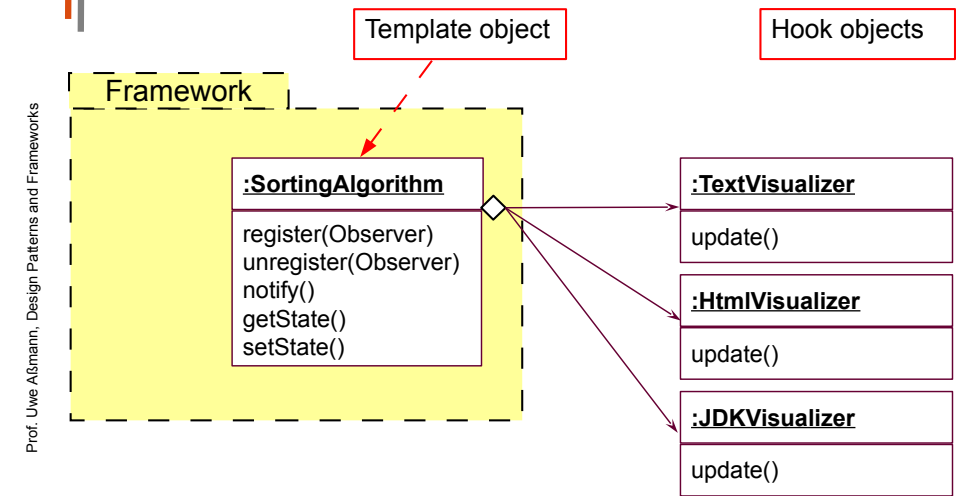 Template object
Hook objects
Framework
Prof. Uwe Aßmann, Design Patterns and Frameworks
:SortingAlgorithm
register(Observer)
unregister(Observer)
notify()
getState()
setState()
:TextVisualizer
update()
:HtmlVisualizer
update()
:JDKVisualizer
update()